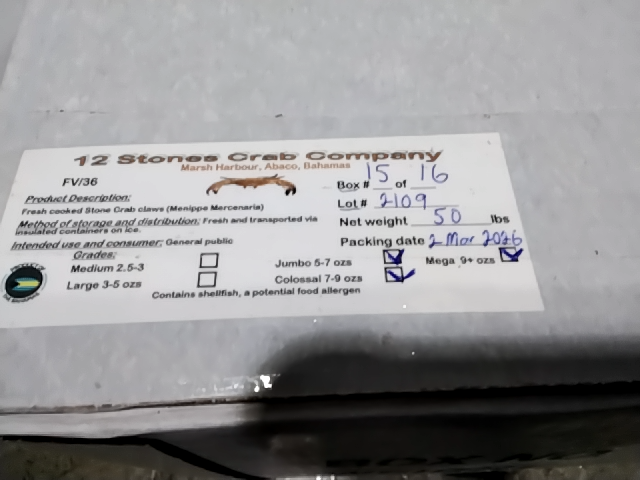 12 Stones Crab Company
Marsh Harbour, Abaco, Bahamas
FV/36
Box # 15 of 16
Product Description:
Lot# 2109
Fresh cooked Stone Crab claws (Menippe Mercenaria)
Net weight 50 lbs
Method of storage and distribution: Fresh and transported via
insulated containers on ice.
Packing date 2 Mar 2026
Intended use and consumer: General public
Grades:
Medium 2.5-3
Jumbo 5-7 ozs
Mega 9+ ozs
Large 3-5 ozs
Colossal 7-9 ozs
Contains shellfish, a potential food allergen